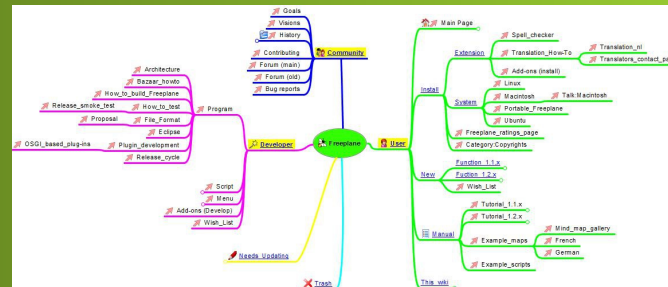 Goals
Visions
History
Contributing
Forum (main)
Forum (old)
Bug reports
Community
Architecture
Bazaar_howto
How_to_build_Freeplane
Release_smoke_test
How_to_test
Proposal
File_Format
Eclipse
OSGI_based_plug-ins
Plugin_development
Release_cycle
Program
Script
Menu
Add-ons (Develop)
Wish_List
Developer
Needs_Updating
Trash
Freeplane
User
Main Page
Install
Extension
Spell_checker
Translation_How-To
Translation_nl
Translators_contact_pa
Add-ons (install)
System
Linux
Macintosh
Talk:Macintosh
Portable_Freeplane
Ubuntu
Freeplane_ratings_page
Category:Copyrights
New
Function_1.1.x
Fuction_1.2.x
Wish_List
Manual
Tutorial_1.1.x
Tutorial_1.2.x
Example_maps
Mind_map_gallery
French
German
Example_scripts
This_wiki